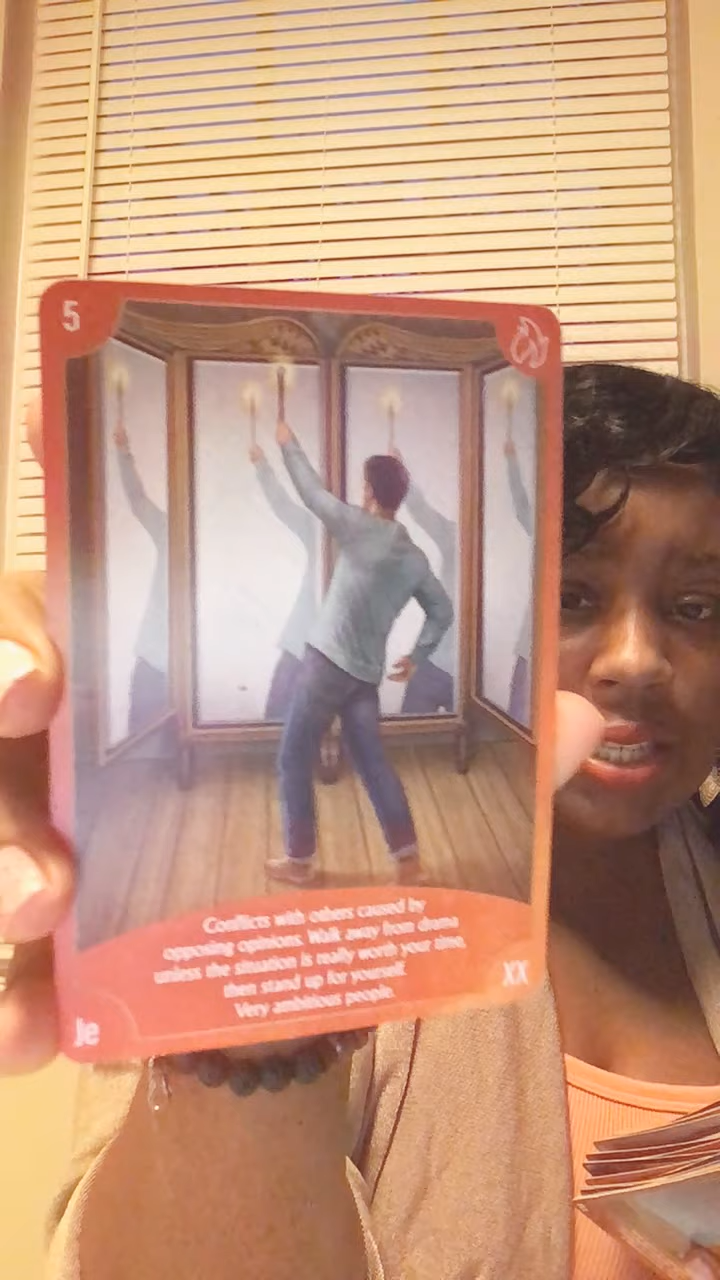 5
Conflicts with others caused by
opposing opinions. Walk away from drama
unless the situation is really worth your time,
then stand up for yourself.
Very ambitious people.
XX